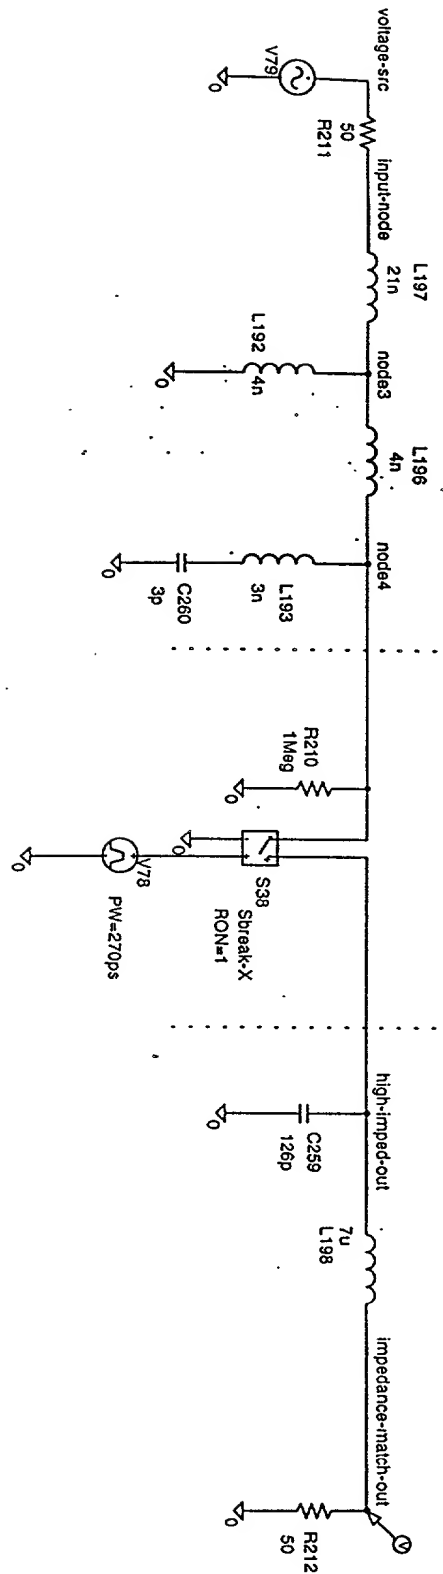 voltage-src
V79
0
50
R211
input-node
L197
21n
L192
4n
0
node3
L196
4n
node4
L193
3n
C260
3p
0
R210
1Meg
0
0
S38
Sbreak-X
RON=1
V78
0
PW=270ps
high-imped-out
C259
126p
0
7u
L198
impedance-match-out
V
R212
50
0